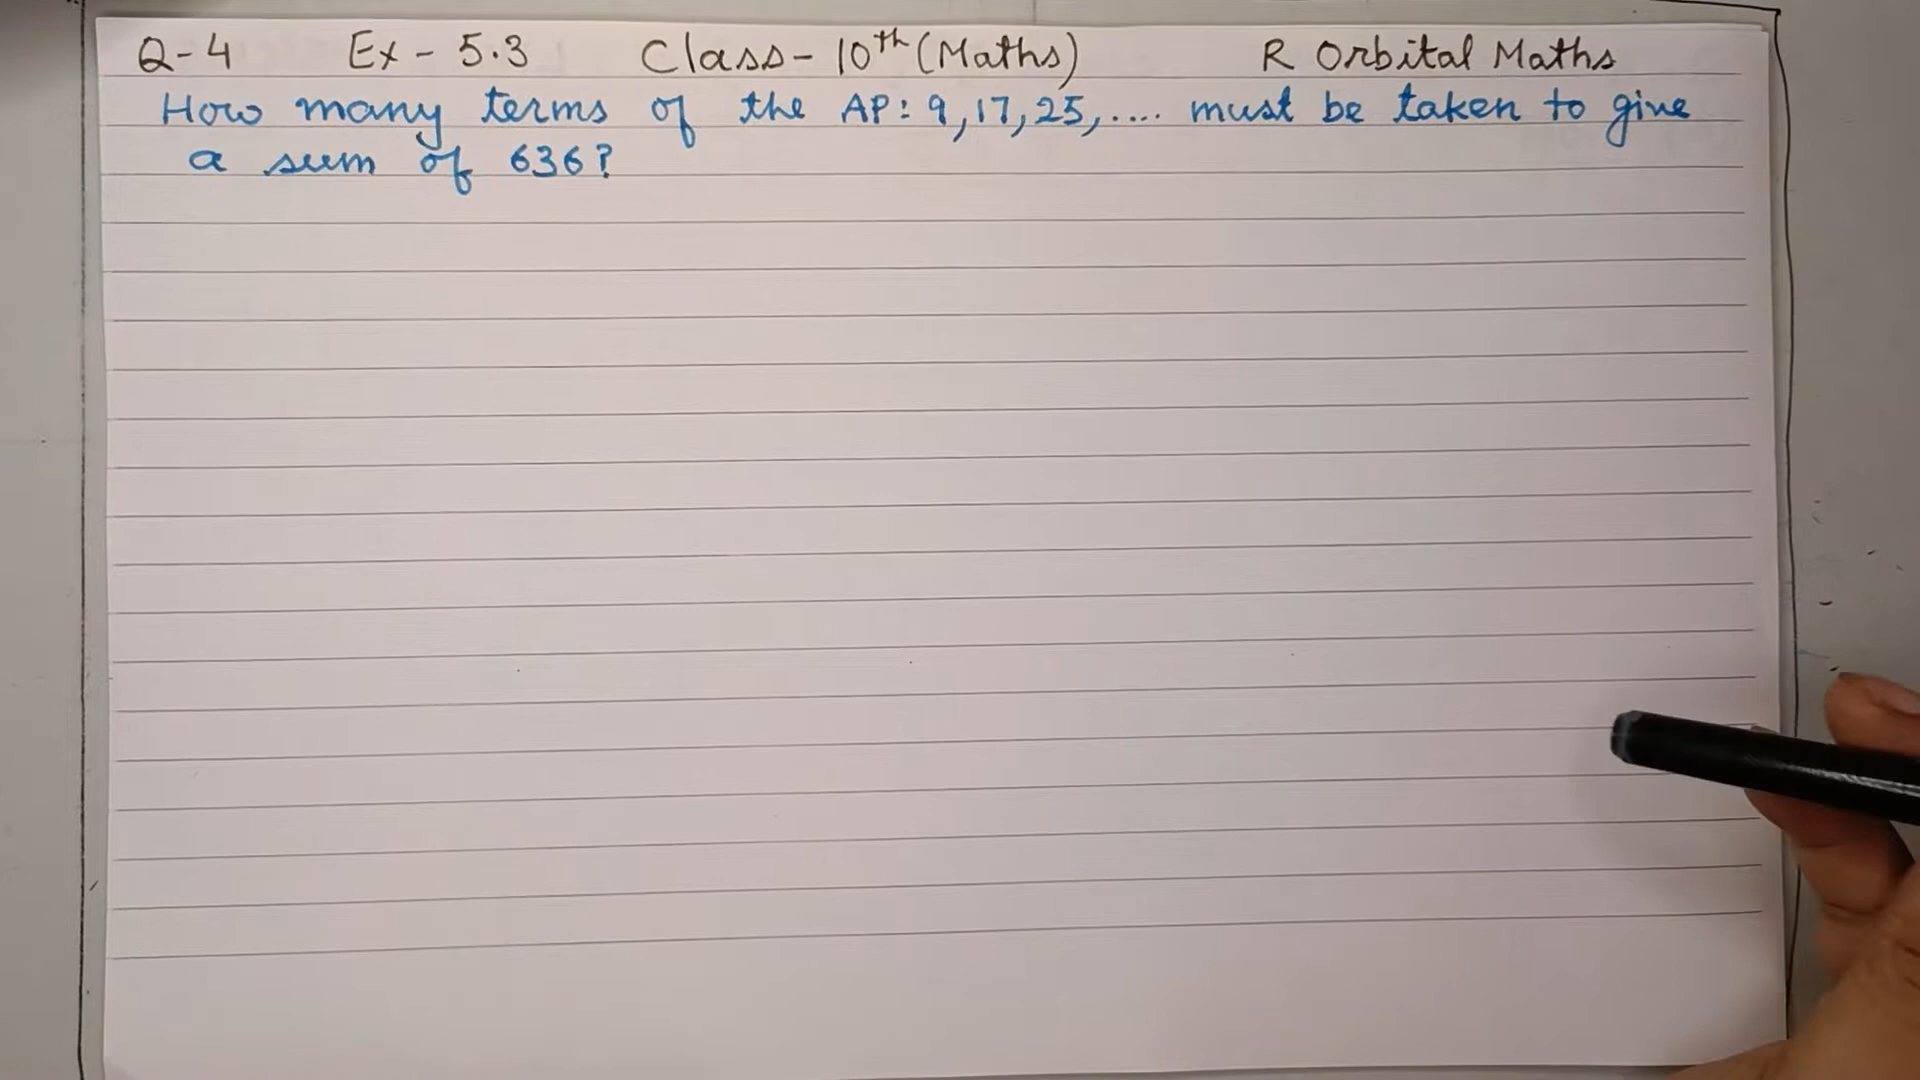 Q-4 Ex - 5.3 Class - 10th (Maths) R Orbital Maths
How many terms of the AP: 9, 17, 25, .... must be taken to give
a sum of 636?